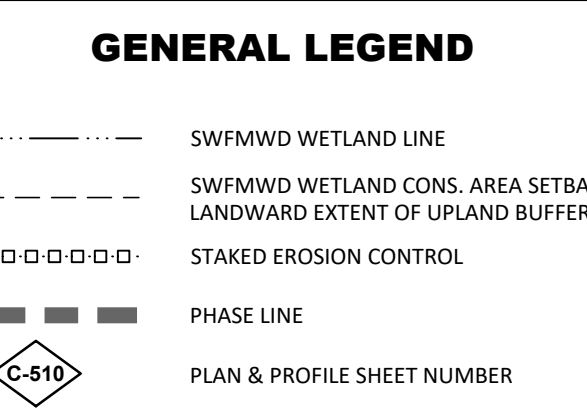 GENERAL LEGEND
SWFMWD WETLAND LINE
SWFMWD WETLAND CONS. AREA SETBA
LANDWARD EXTENT OF UPLAND BUFFER
STAKED EROSION CONTROL
PHASE LINE
C-510 PLAN & PROFILE SHEET NUMBER